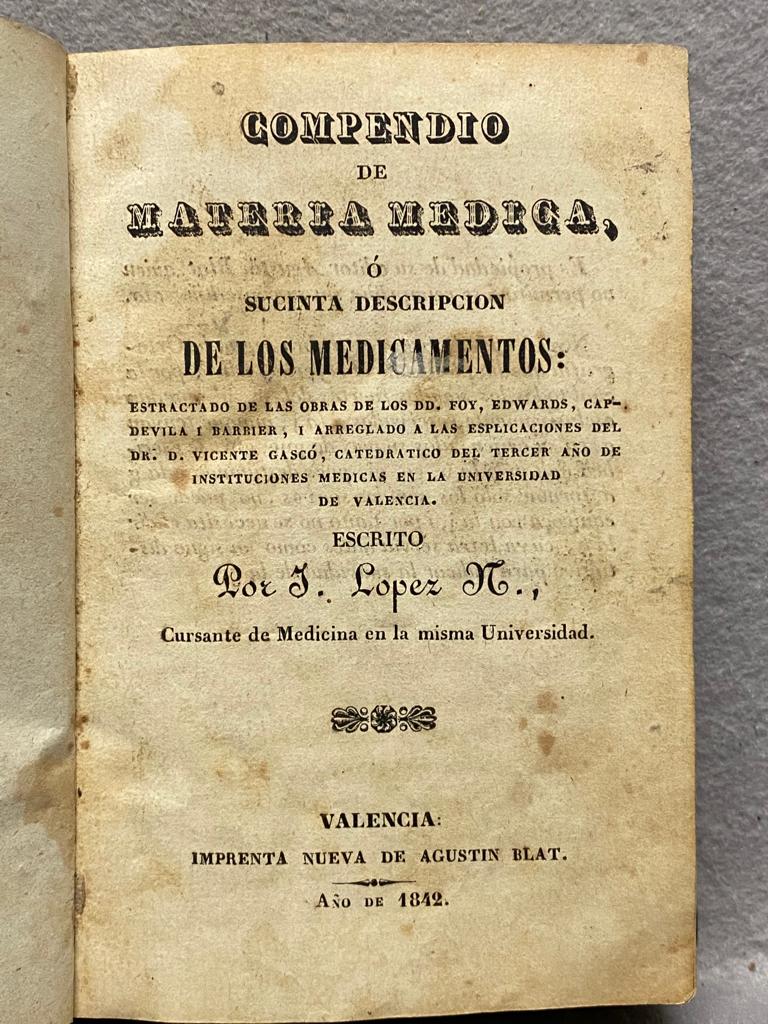 COMPENDIO
DE
MATERIA MEDICA,
Ó
SUCINTA DESCRIPCION
DE LOS MEDICAMENTOS:
ESTRACTADO DE LAS OBRAS DE LOS DD. FOY, EDWARDS, CAP-
DEVILA I BARBIER, I ARREGLADO A LAS ESPLICACIONES DEL
DR. D. VICENTE GASCÓ, CATEDRATICO DEL TERCER AÑO DE
INSTITUCIONES MEDICAS EN LA UNIVERSIDAD
DE VALENCIA.
ESCRITO
Por J. Lopez N.,
Cursante de Medicina en la misma Universidad.
VALENCIA:
IMPRENTA NUEVA DE AGUSTIN BLAT.
AÑO DE 1842.